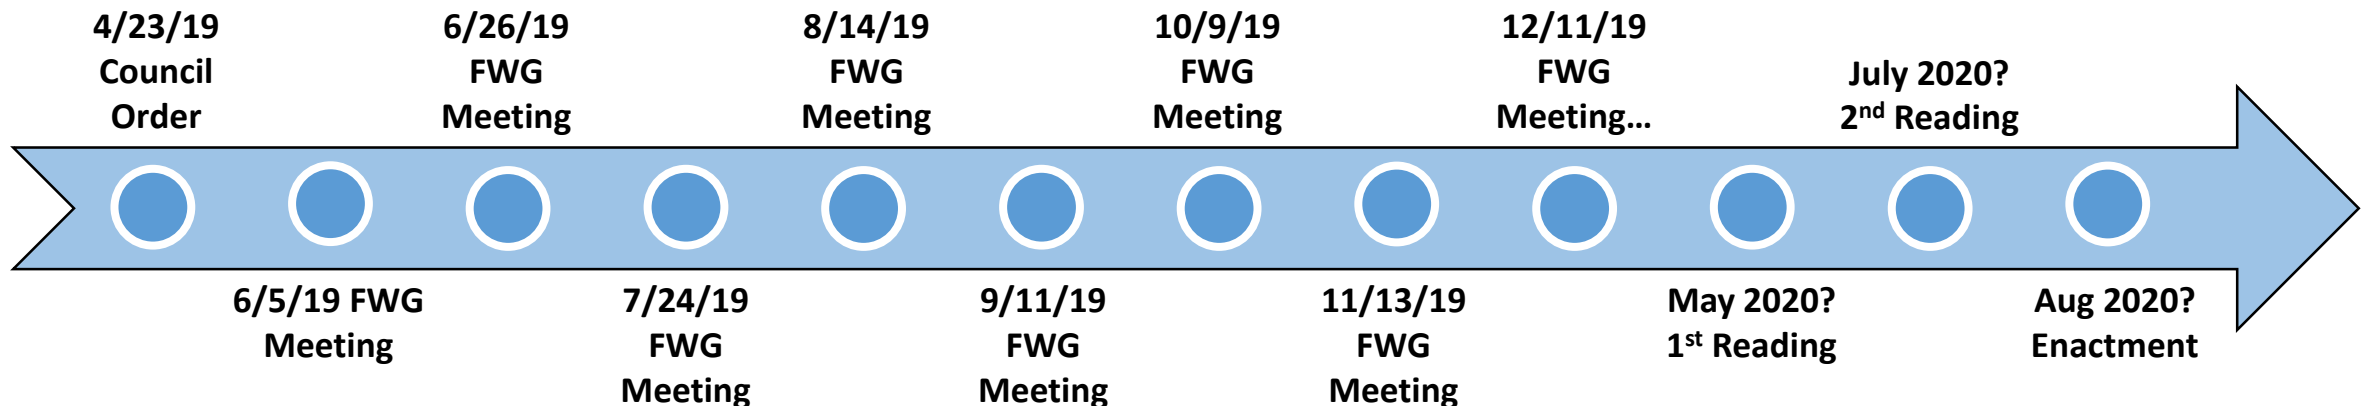 4/23/19
Council
Order
6/5/19 FWG
Meeting
6/26/19
FWG
Meeting
7/24/19
FWG
Meeting
8/14/19
FWG
Meeting
9/11/19
FWG
Meeting
10/9/19
FWG
Meeting
11/13/19
FWG
Meeting
12/11/19
FWG
Meeting…
May 2020?
1st Reading
July 2020?
2nd Reading
Aug 2020?
Enactment